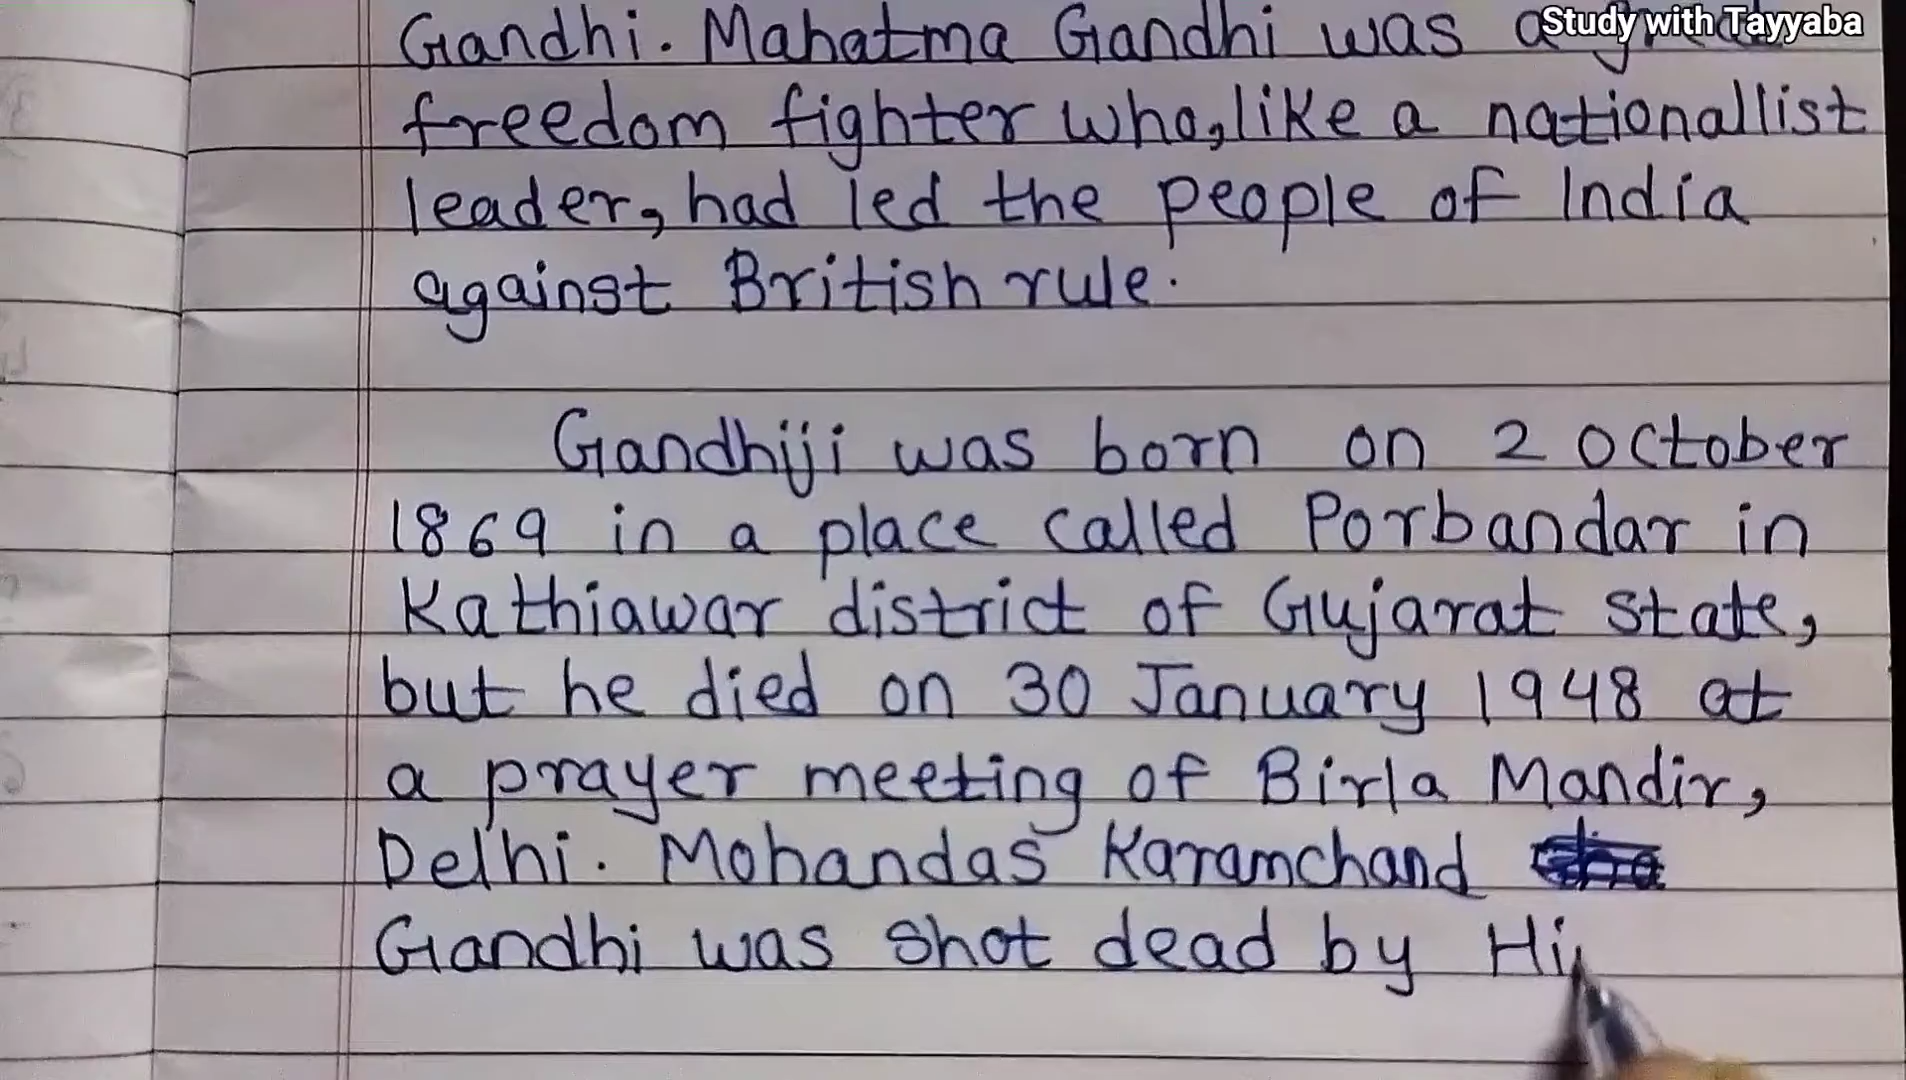 Study with Tayyaba
Gandhi. Mahatma Gandhi was a
freedom fighter who, like a nationallist
leader, had led the people of India
against British rule.
Gandhiji was born on 2 October
1869 in a place called Porbandar in
Kathiawar district of Gujarat state,
but he died on 30 January 1948 at
a prayer meeting of Birla Mandir,
Delhi. Mohandas Karamchand
Gandhi was shot dead by Hi